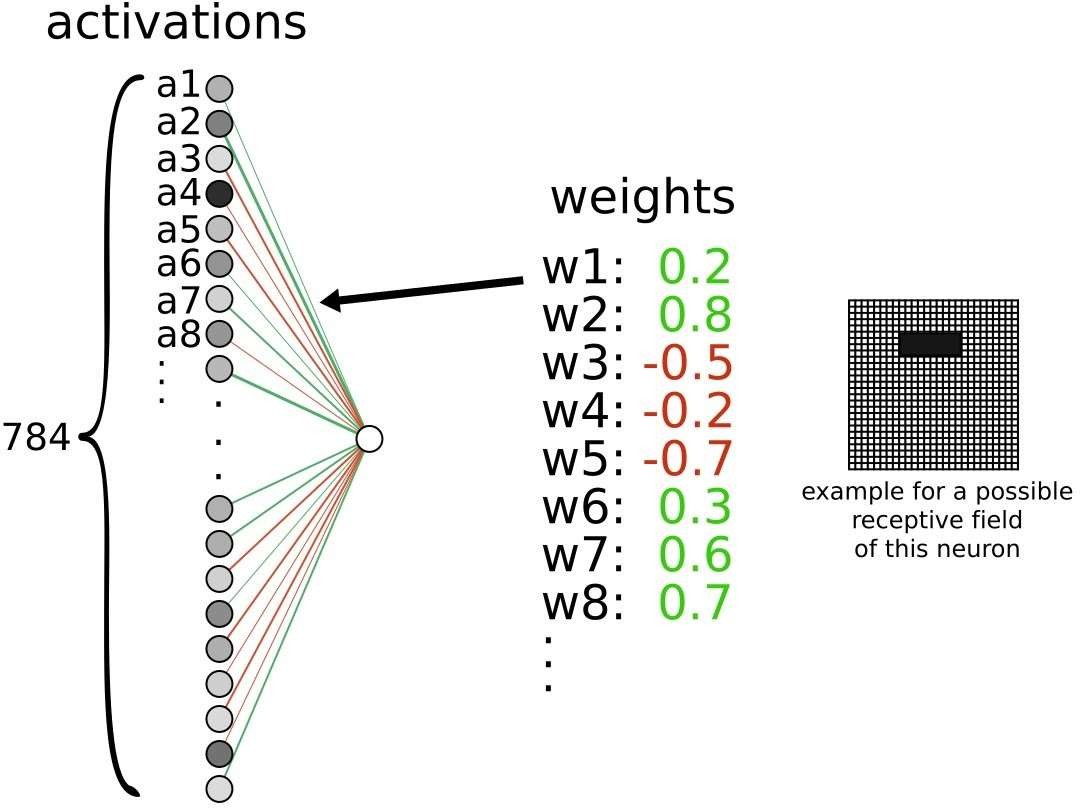 activations
a1
a2
a3
a4
a5
a6
a7
a8
784
weights
w1: 0.2
w2: 0.8
w3: -0.5
w4: -0.2
w5: -0.7
w6: 0.3
w7: 0.6
w8: 0.7
example for a possible
receptive field
of this neuron